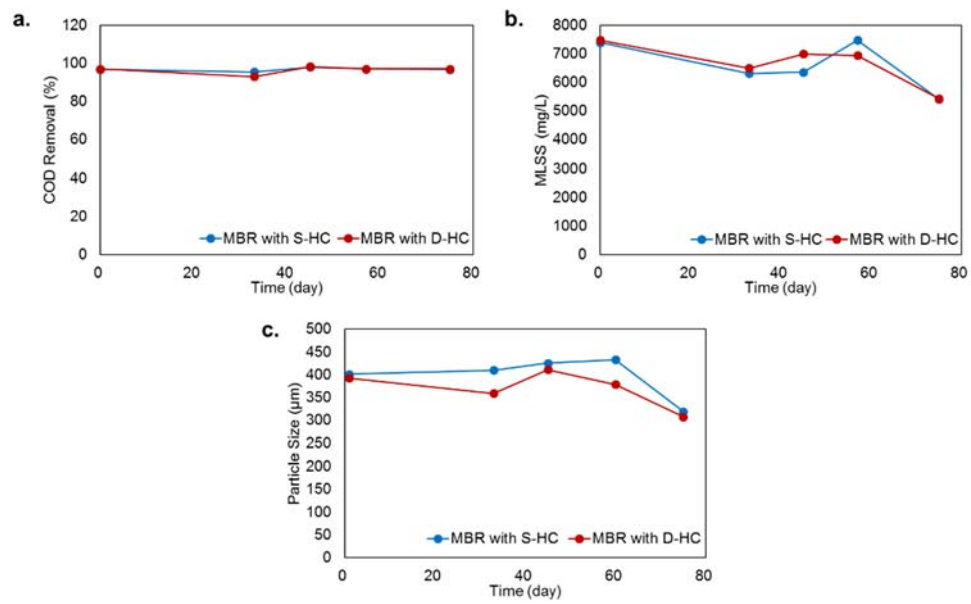 a.
120
100
80
60
40
20
0
COD Removal (%)
MBR with S-HC MBR with D-HC
0 20 40 60 80
Time (day)
b.
8000
7000
6000
5000
4000
3000
2000
1000
0
MLSS (mg/L)
MBR with S-HC MBR with D-HC
0 20 40 60 80
Time (day)
c.
500
450
400
350
300
250
200
150
100
50
0
Particle Size (µm)
MBR with S-HC MBR with D-HC
0 20 40 60 80
Time (day)